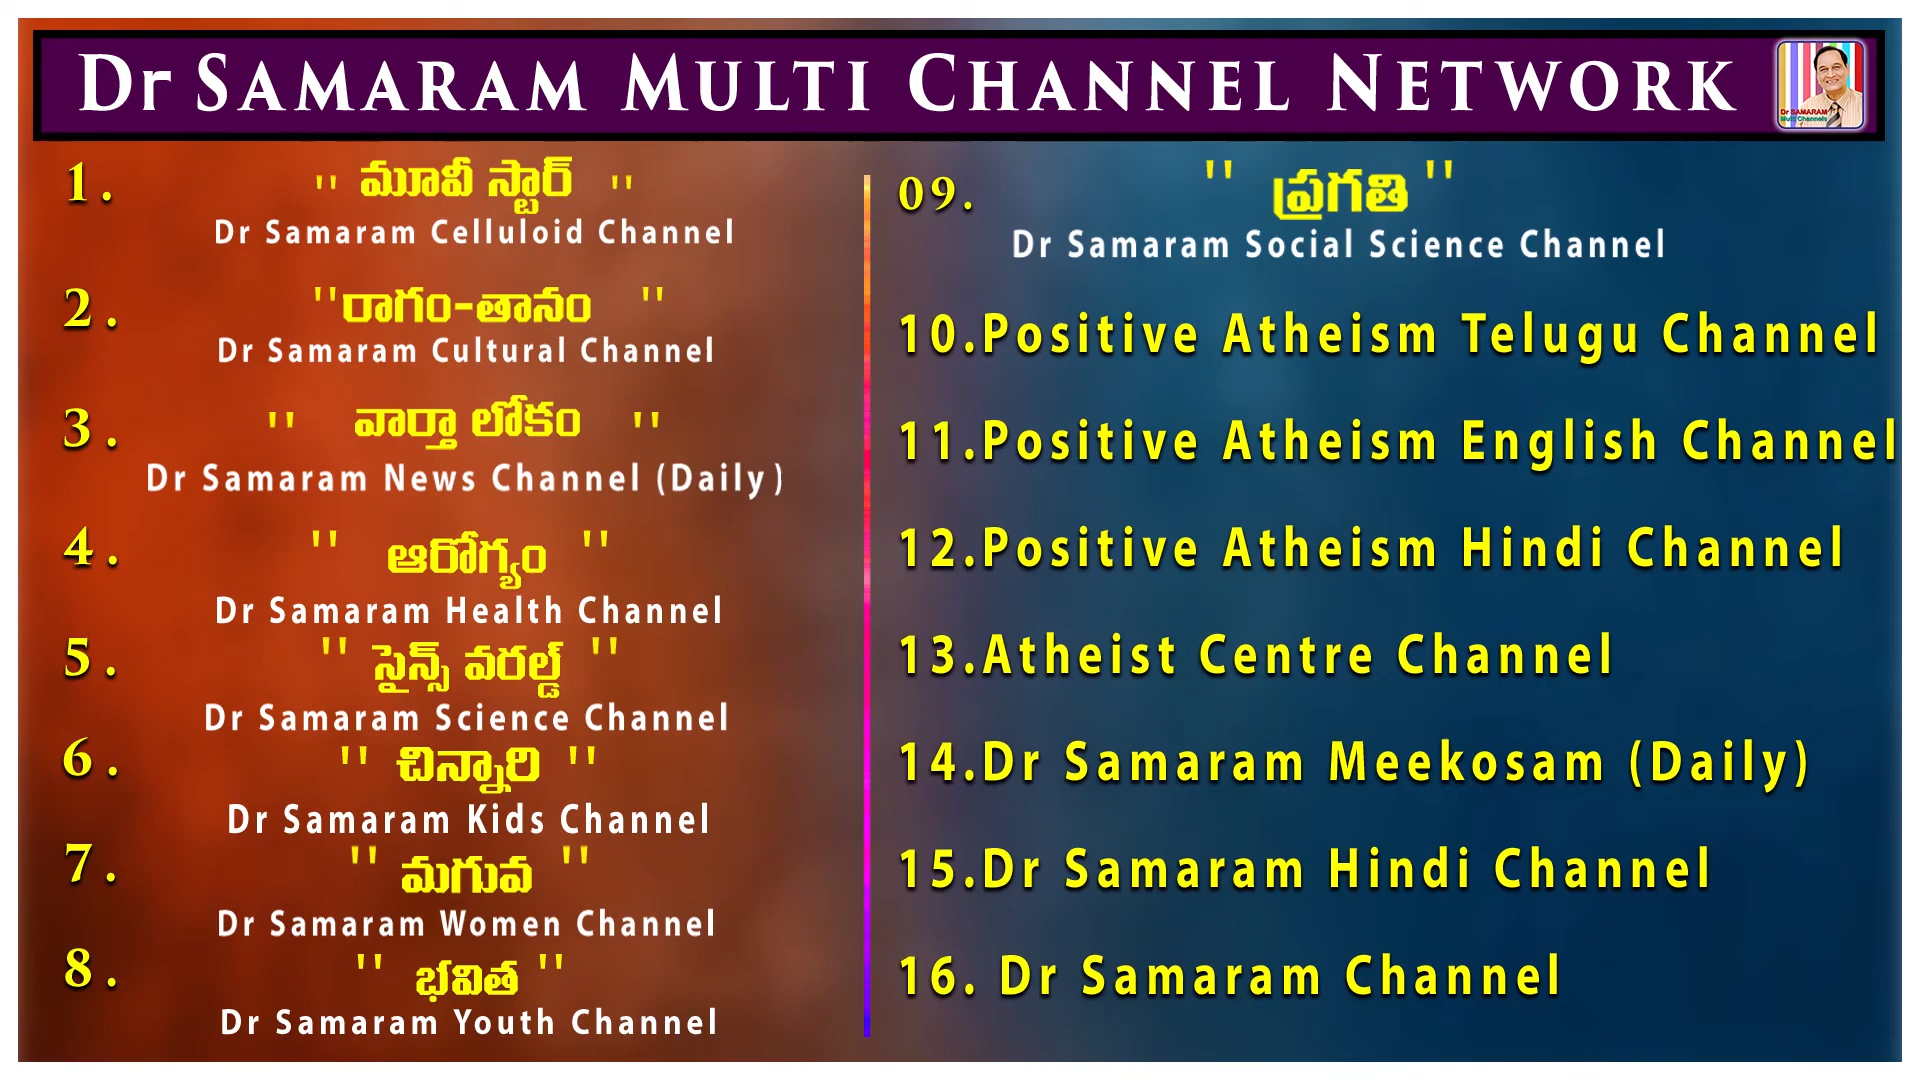 Dr SAMARAM MULTI CHANNEL NETWORK
Dr SAMARAM
Multi Channels
1. '' మూవీ స్టార్ ''
Dr Samaram Celluloid Channel
2. ''రాగం-తానం ''
Dr Samaram Cultural Channel
3. '' వార్తా లోకం ''
Dr Samaram News Channel (Daily)
4. '' ఆరోగ్యం ''
Dr Samaram Health Channel
5. '' సైన్స్ వరల్డ్ ''
Dr Samaram Science Channel
6. '' చిన్నారి ''
Dr Samaram Kids Channel
7. '' మగువ ''
Dr Samaram Women Channel
8. '' భవిత ''
Dr Samaram Youth Channel
09. '' ప్రగతి ''
Dr Samaram Social Science Channel
10.Positive Atheism Telugu Channel
11.Positive Atheism English Channel
12.Positive Atheism Hindi Channel
13.Atheist Centre Channel
14.Dr Samaram Meekosam (Daily)
15.Dr Samaram Hindi Channel
16. Dr Samaram Channel